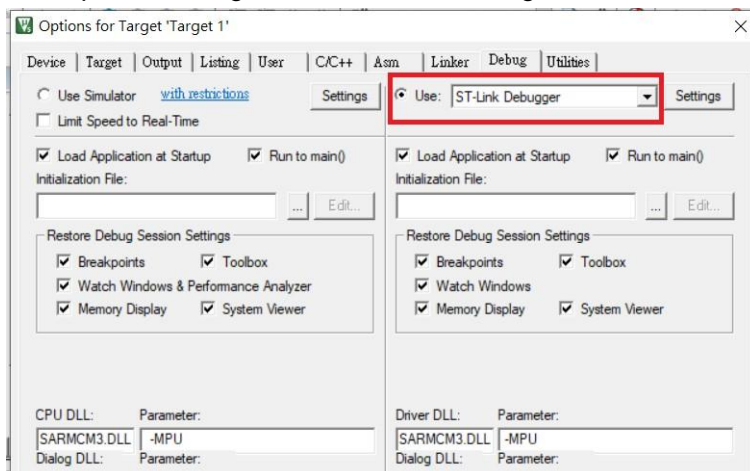 Options for Target 'Target 1'
Device Target Output Listing User C/C++ Asm Linker Debug Utilities
Use Simulator with restrictions Settings Use: ST-Link Debugger Settings
Limit Speed to Real-Time
Load Application at Startup Run to main() Load Application at Startup Run to main()
Initialization File: Initialization File:
... Edit... ... Edit...
Restore Debug Session Settings Restore Debug Session Settings
Breakpoints Toolbox Breakpoints Toolbox
Watch Windows & Performance Analyzer Watch Windows
Memory Display System Viewer Memory Display System Viewer
CPU DLL: Parameter: Driver DLL: Parameter:
SARMCM3.DLL -MPU SARMCM3.DLL -MPU
Dialog DLL: Parameter: Dialog DLL: Parameter: